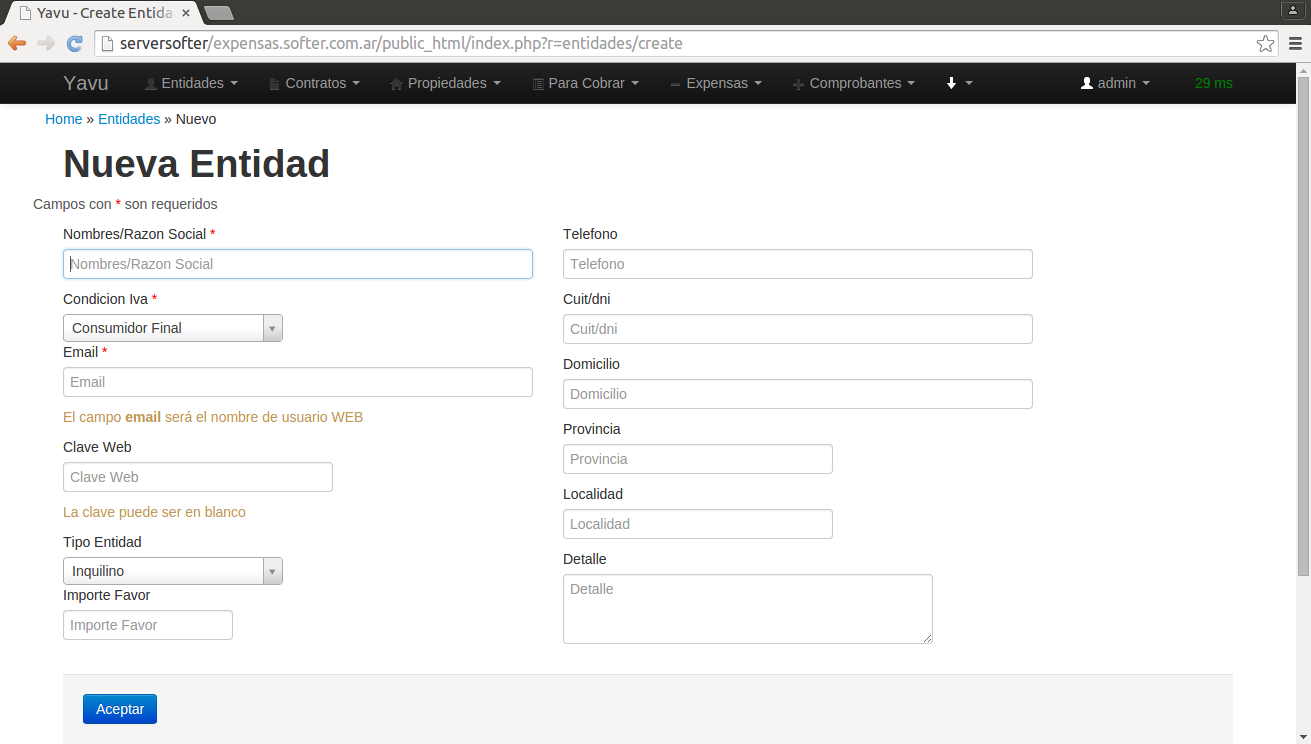 Yavu - Create Entida
serversofter/expensas.softer.com.ar/public_html/index.php?r=entidades/create
Yavu Entidades Contratos Propiedades Para Cobrar Expensas Comprobantes admin 29 ms
Home » Entidades » Nuevo
Nueva Entidad
Campos con * son requeridos
Nombres/Razon Social *
Nombres/Razon Social
Condicion Iva *
Consumidor Final
Email *
Email
El campo email será el nombre de usuario WEB
Clave Web
Clave Web
La clave puede ser en blanco
Tipo Entidad
Inquilino
Importe Favor
Importe Favor
Telefono
Telefono
Cuit/dni
Cuit/dni
Domicilio
Domicilio
Provincia
Provincia
Localidad
Localidad
Detalle
Detalle
Aceptar